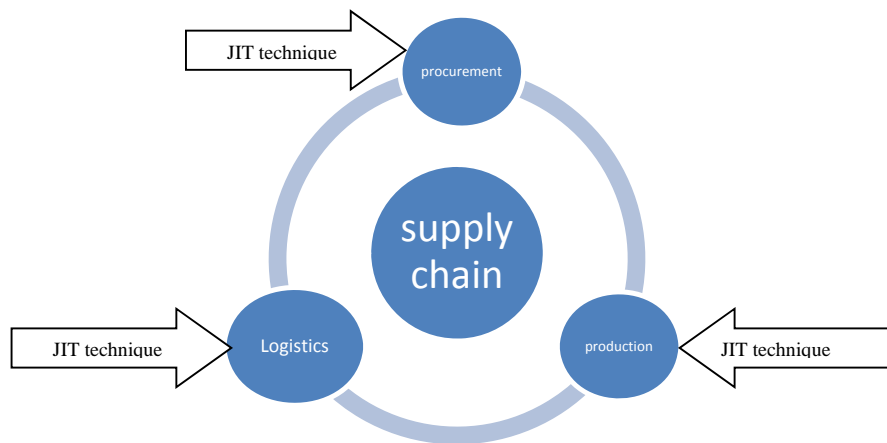 JIT technique
procurement
supply
chain
Logistics
production
JIT technique
JIT technique